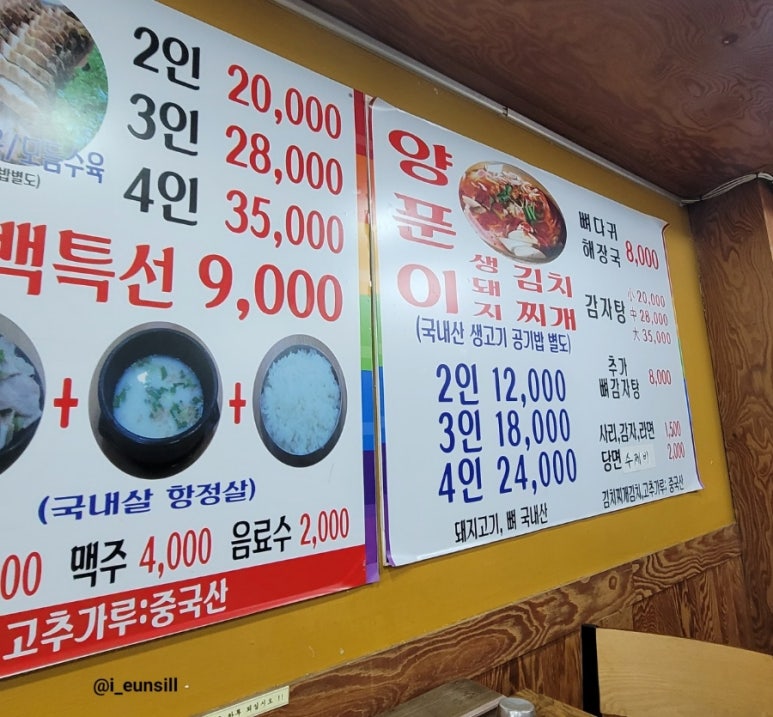 2인 20,000
3인 28,000
4인 35,000
모듬수육
밥별도)
백특선 9,000
+ +
(국내살 항정살)
00 맥주 4,000 음료수 2,000
고추가루:중국산
양푼이
생돼지 김치찌개
(국내산 생고기 공기밥 별도)
2인 12,000
3인 18,000
4인 24,000
돼지고기, 뼈 국내산
뼈다귀
해장국 8,000
감자탕
小 20,000
中 28,000
大 35,000
추가
뼈감자탕 8,000
사리,감자,라면 1,500
당면 수제비 2,000
김치찌개김치,고추가루:중국산
@i_eunsill